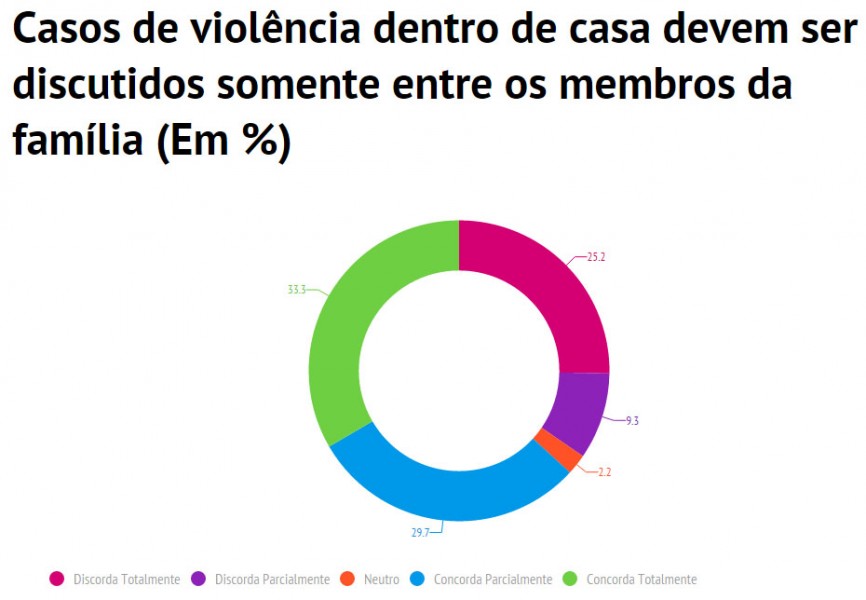 Casos de violência dentro de casa devem ser
discutidos somente entre os membros da
família (Em %)
25.2
33.3
9.3
2.2
29.7
Discorda Totalmente Discorda Parcialmente Neutro Concorda Parcialmente Concorda Totalmente